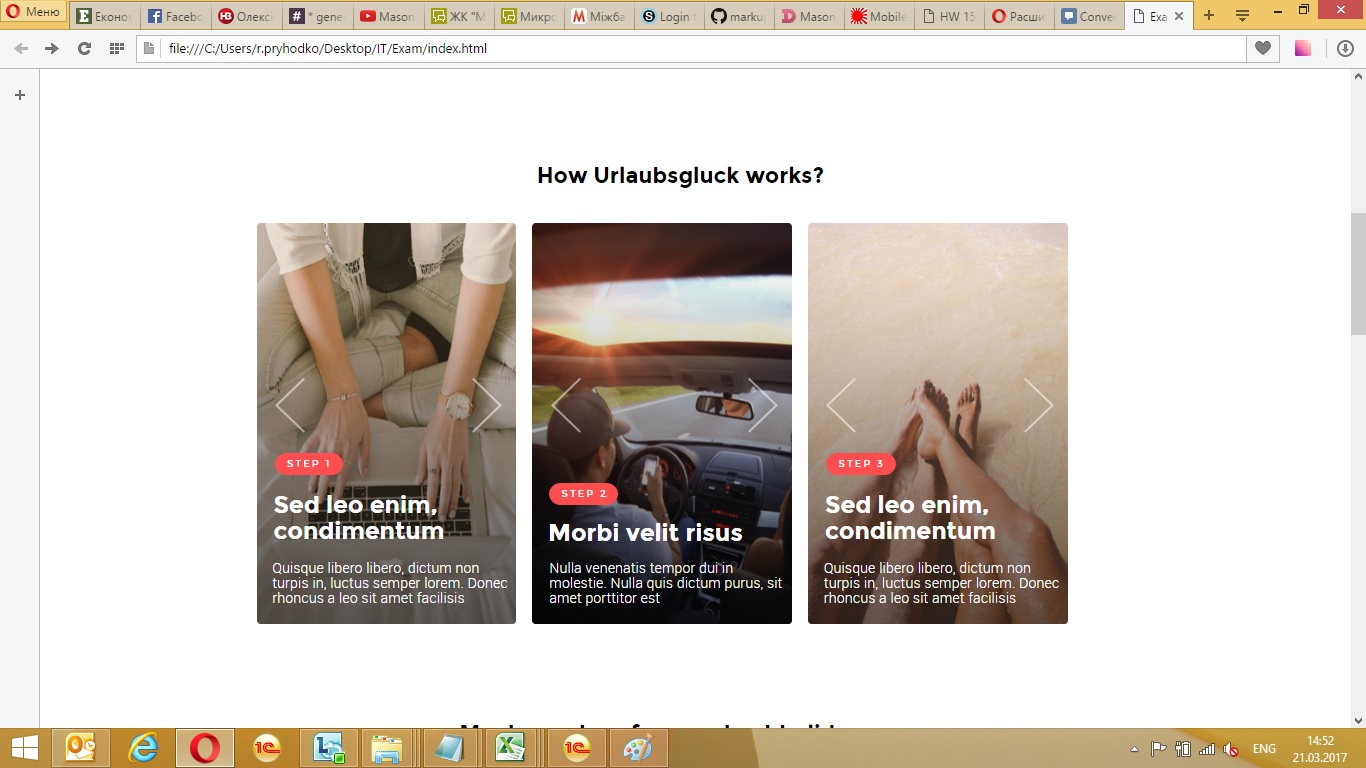 Меню
Економ
Facebo
Олексі
* gene
Mason
ЖК "М
Микро
Міжба
Login t
marku
Mason
Mobile
HW 15
Расши
Conve
Exa
file:///C:/Users/r.pryhodko/Desktop/IT/Exam/index.html
How Urlaubsgluck works?
STEP 1
Sed leo enim,
condimentum
Quisque libero libero, dictum non
turpis in, luctus semper lorem. Donec
rhoncus a leo sit amet facilisis
STEP 2
Morbi velit risus
Nulla venenatis tempor dui in
molestie. Nulla quis dictum purus, sit
amet porttitor est
STEP 3
Sed leo enim,
condimentum
Quisque libero libero, dictum non
turpis in, luctus semper lorem. Donec
rhoncus a leo sit amet facilisis
ENG
14:52
21.03.2017